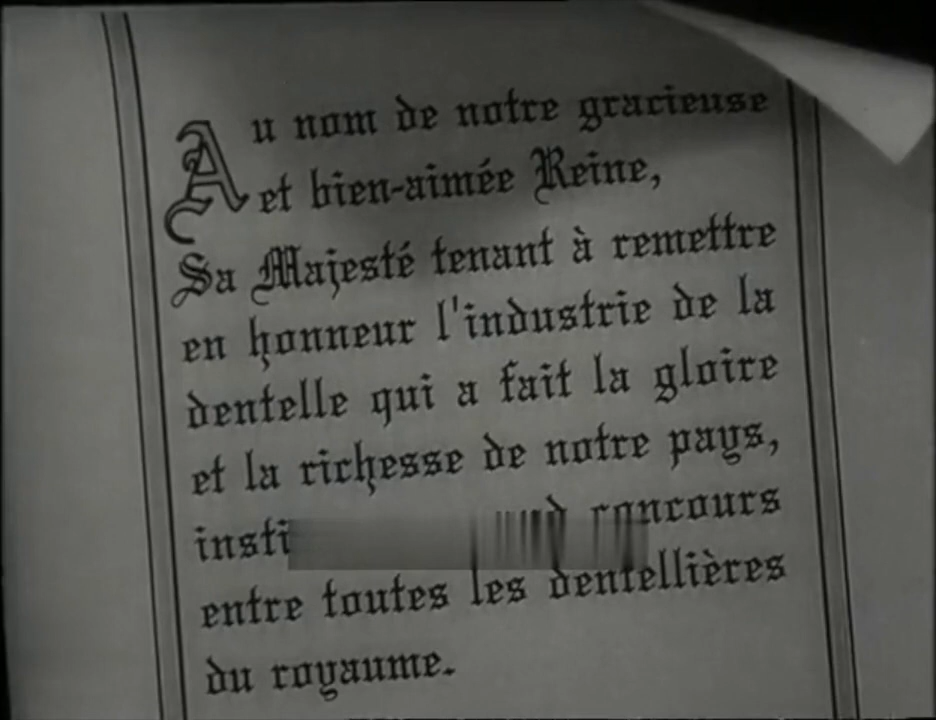 Au nom de notre gracieuse
et bien-aimée Reine,
Sa Majesté tenant à remettre
en honneur l'industrie de la
dentelle qui a fait la gloire
et la richesse de notre pays,
concours
entre toutes les dentellières
du royaume.